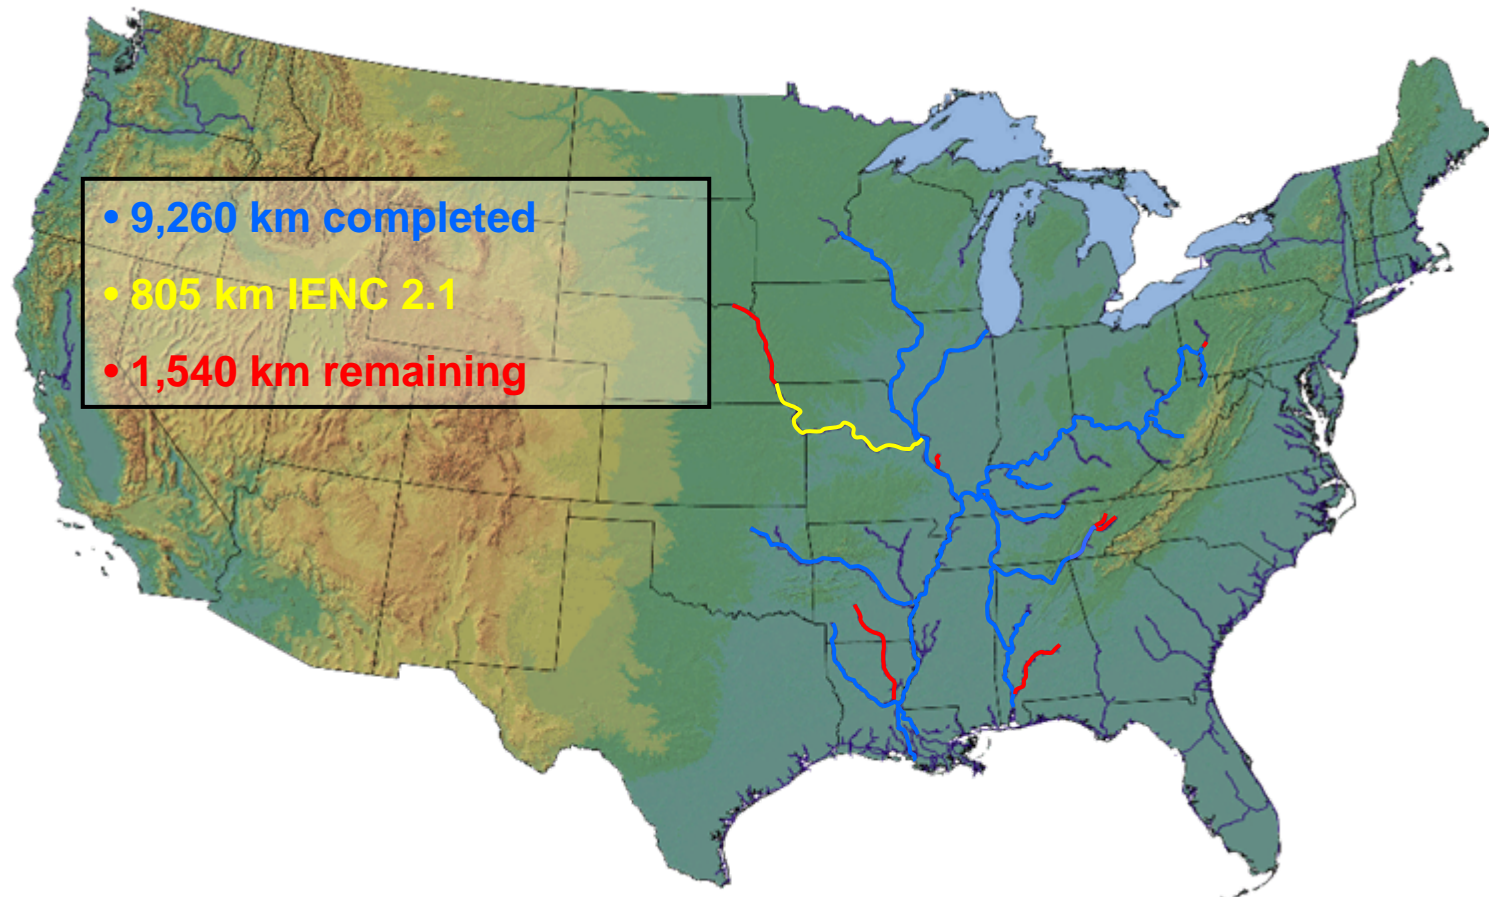 • 9,260 km completed
• 805 km IENC 2.1
• 1,540 km remaining